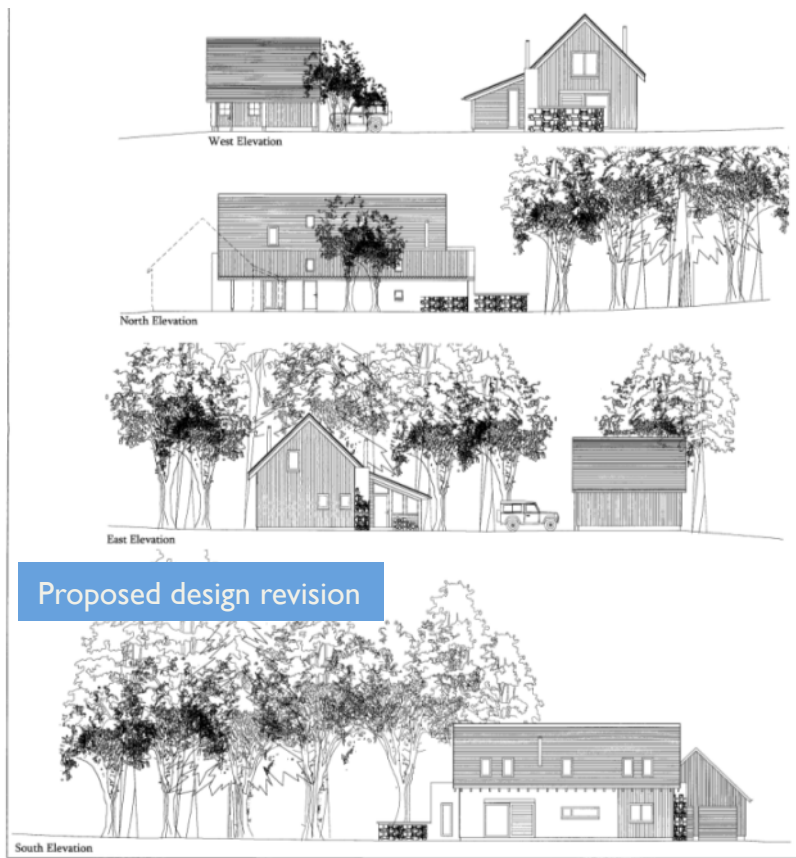 West Elevation
North Elevation
East Elevation
Proposed design revision
South Elevation